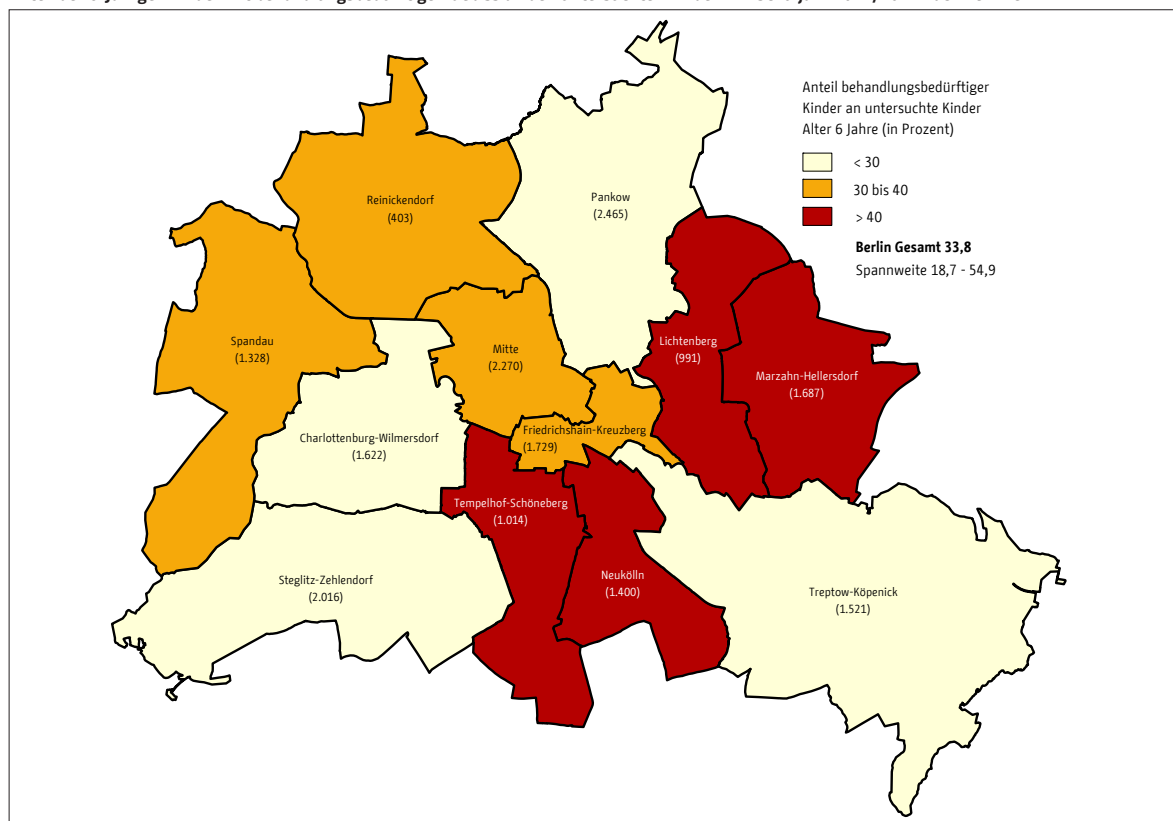 Anteil behandlungsbedürftiger
Kinder an untersuchte Kinder
Alter 6 Jahre (in Prozent)
< 30
30 bis 40
> 40
Berlin Gesamt 33,8
Spannweite 18,7 - 54,9
Reinickendorf
(403)
Pankow
(2.465)
Spandau
(1.328)
Mitte
(2.270)
Lichtenberg
(991)
Marzahn-Hellersdorf
(1.687)
Charlottenburg-Wilmersdorf
(1.622)
Friedrichshain-Kreuzberg
(1.729)
Tempelhof-Schöneberg
(1.014)
Steglitz-Zehlendorf
(2.016)
Neukölln
(1.400)
Treptow-Köpenick
(1.521)